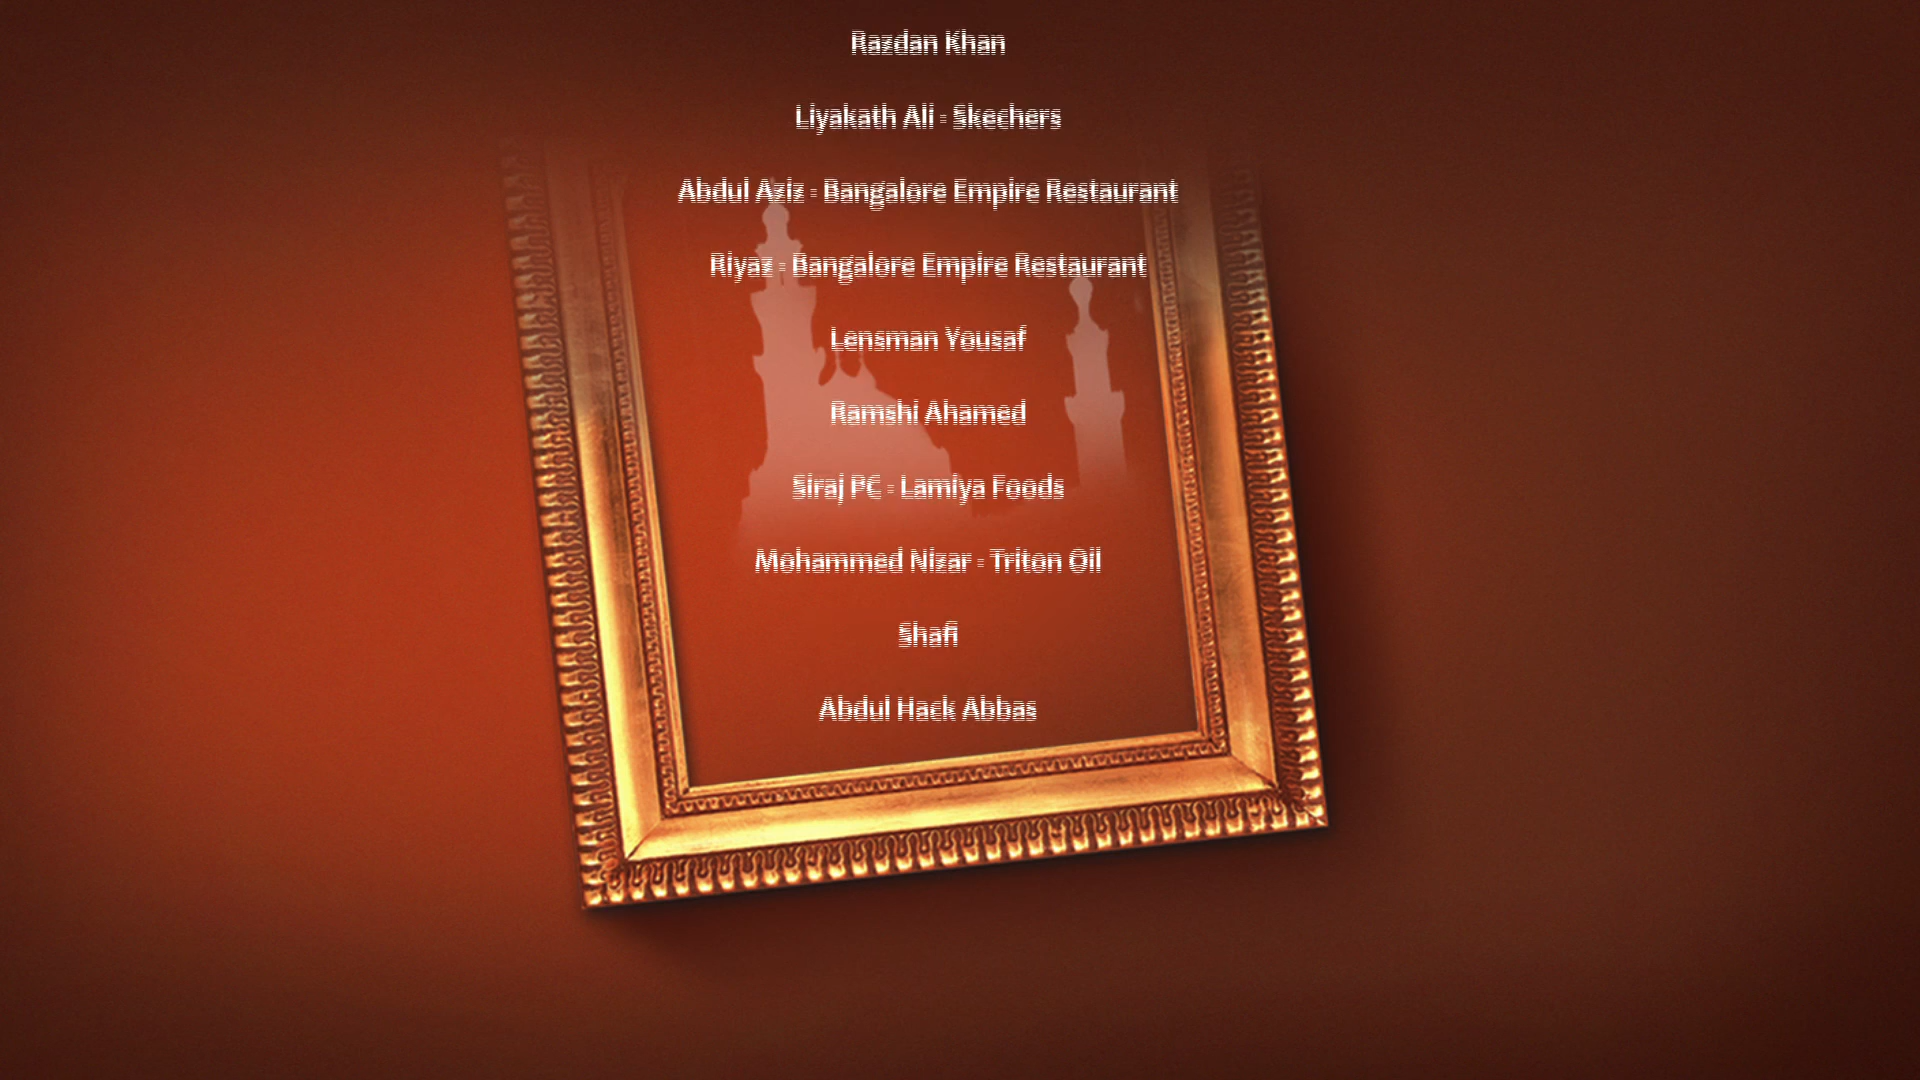 Razdan Khan
Liyakath Ali - Skechers
Abdul Aziz - Bangalore Empire Restaurant
Riyaz - Bangalore Empire Restaurant
Lensman Yousaf
Ramshi Ahamed
Siraj PC - Lamiya Foods
Mohammed Nizar - Triton Oil
Shafi
Abdul Hack Abbas